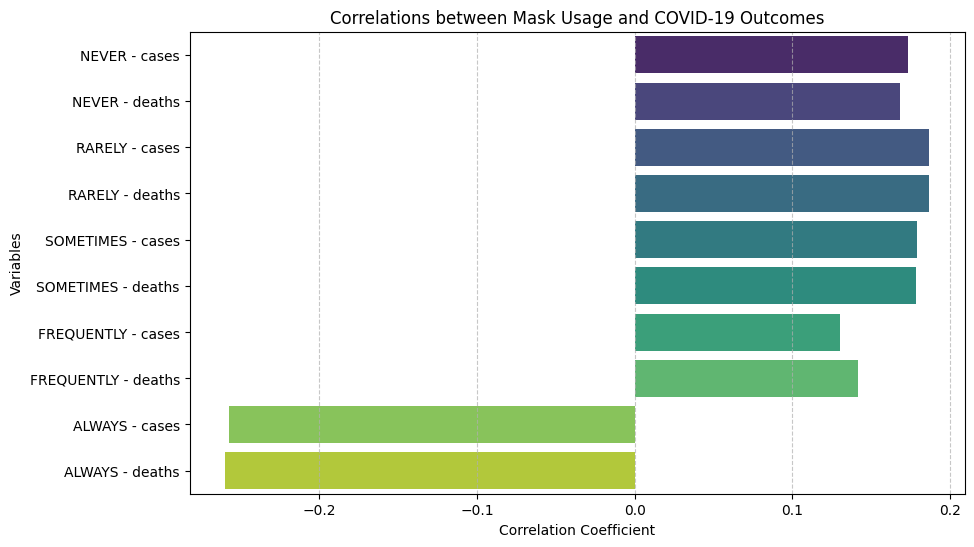 Correlations between Mask Usage and COVID-19 Outcomes
Variables
NEVER - cases
NEVER - deaths
RARELY - cases
RARELY - deaths
SOMETIMES - cases
SOMETIMES - deaths
FREQUENTLY - cases
FREQUENTLY - deaths
ALWAYS - cases
ALWAYS - deaths
−0.2 −0.1 0.0 0.1 0.2
Correlation Coefficient